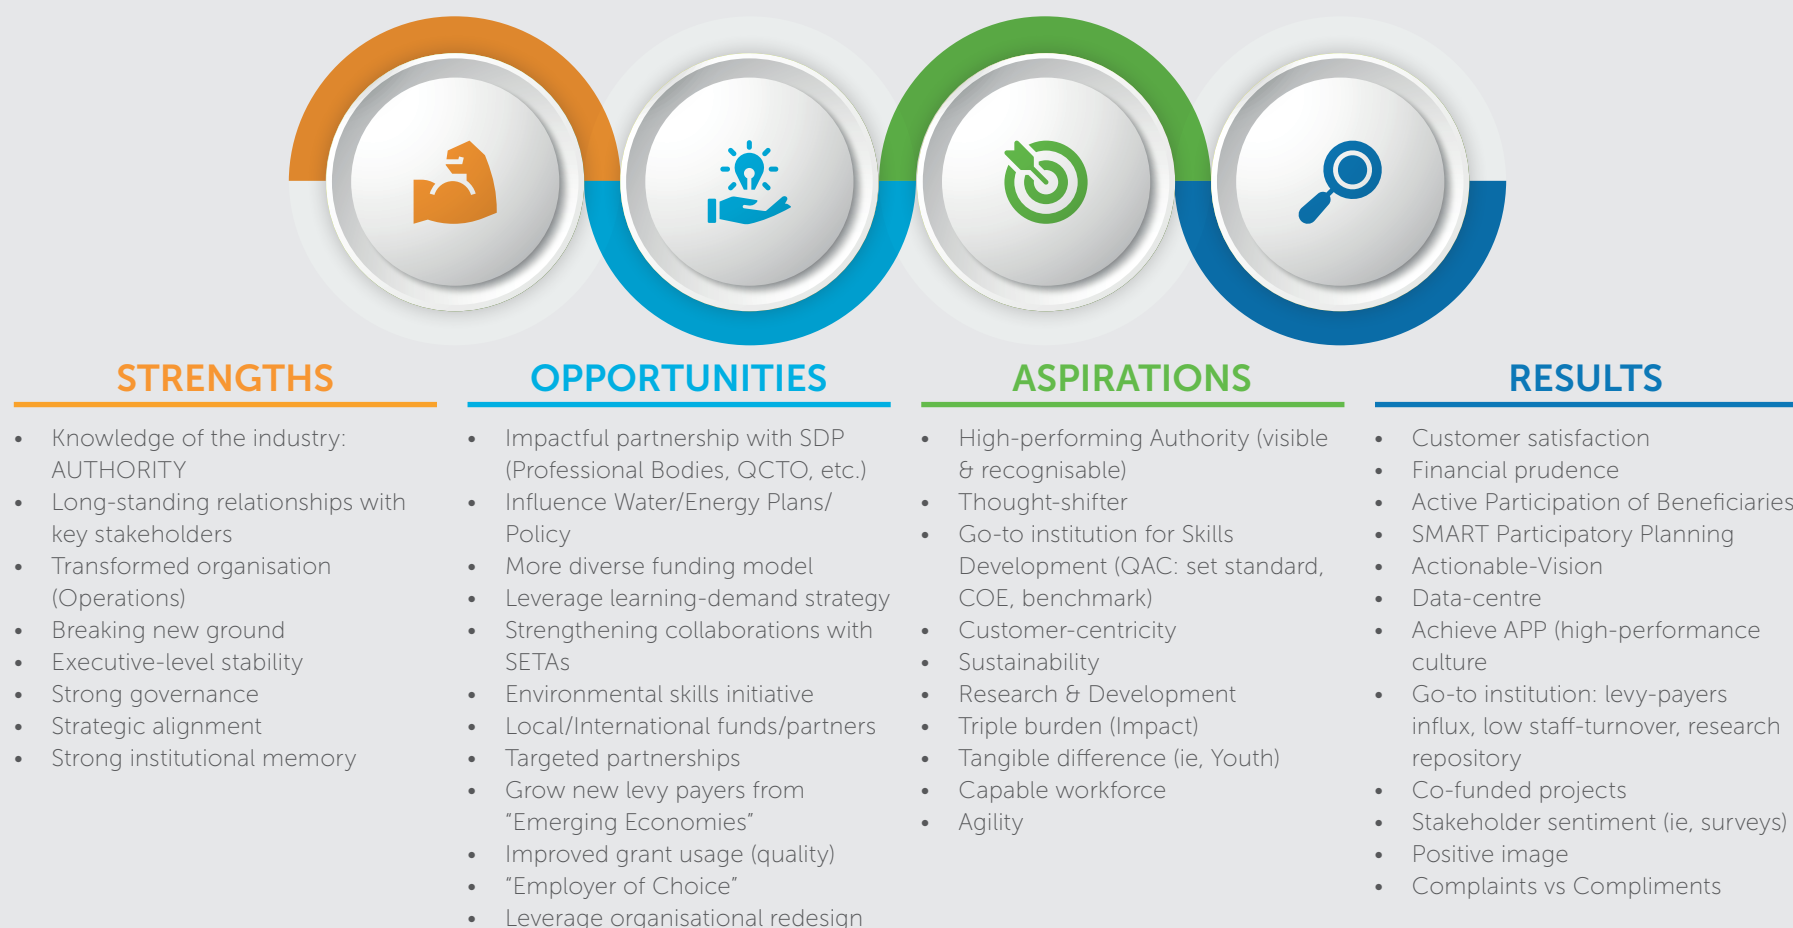 STRENGTHS
• Knowledge of the industry:
AUTHORITY
• Long-standing relationships with
key stakeholders
• Transformed organisation
(Operations)
• Breaking new ground
• Executive-level stability
• Strong governance
• Strategic alignment
• Strong institutional memory
OPPORTUNITIES
• Impactful partnership with SDP
(Professional Bodies, QCTO, etc.)
• Influence Water/Energy Plans/
Policy
• More diverse funding model
• Leverage learning-demand strategy
• Strengthening collaborations with
SETAs
• Environmental skills initiative
• Local/International funds/partners
• Targeted partnerships
• Grow new levy payers from
“Emerging Economies”
• Improved grant usage (quality)
• “Employer of Choice”
• Leverage organisational redesign
ASPIRATIONS
• High-performing Authority (visible
& recognisable)
• Thought-shifter
• Go-to institution for Skills
Development (QAC: set standard,
COE, benchmark)
• Customer-centricity
• Sustainability
• Research & Development
• Triple burden (Impact)
• Tangible difference (ie, Youth)
• Capable workforce
• Agility
RESULTS
• Customer satisfaction
• Financial prudence
• Active Participation of Beneficiaries
• SMART Participatory Planning
• Actionable-Vision
• Data-centre
• Achieve APP (high-performance
culture
• Go-to institution: levy-payers
influx, low staff-turnover, research
repository
• Co-funded projects
• Stakeholder sentiment (ie, surveys)
• Positive image
• Complaints vs Compliments